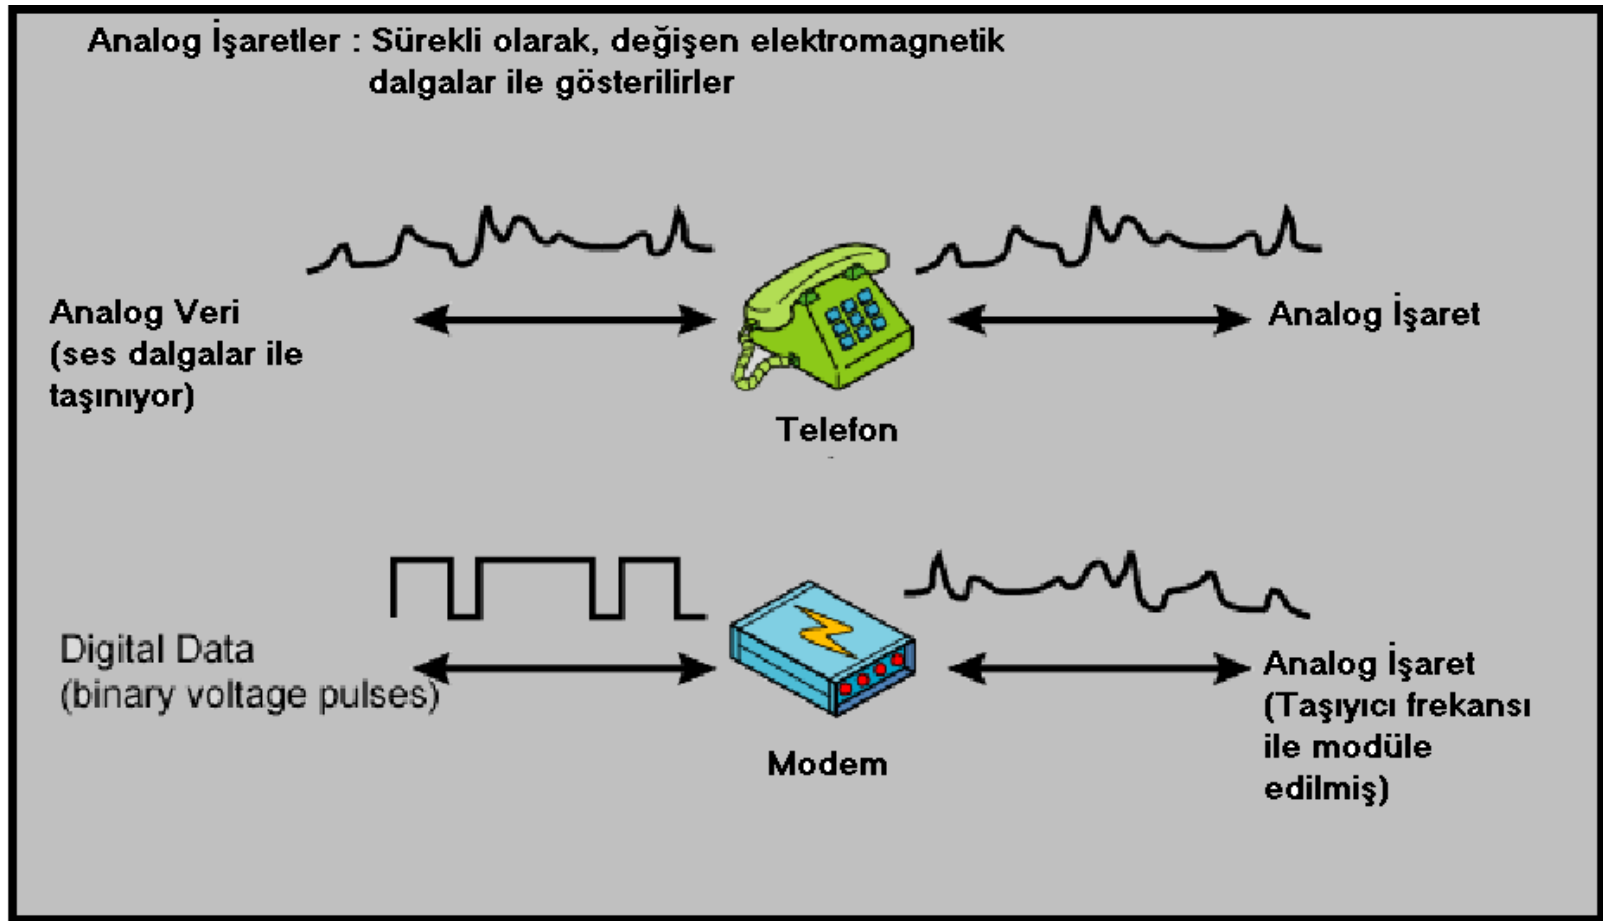 Analog İşaretler : Sürekli olarak, değişen elektromagnetik
dalgalar ile gösterilirler
Analog Veri
(ses dalgalar ile
taşınıyor)
Analog İşaret
Telefon
Digital Data
(binary voltage pulses)
Analog İşaret
(Taşıyıcı frekansı
ile modüle
edilmiş)
Modem